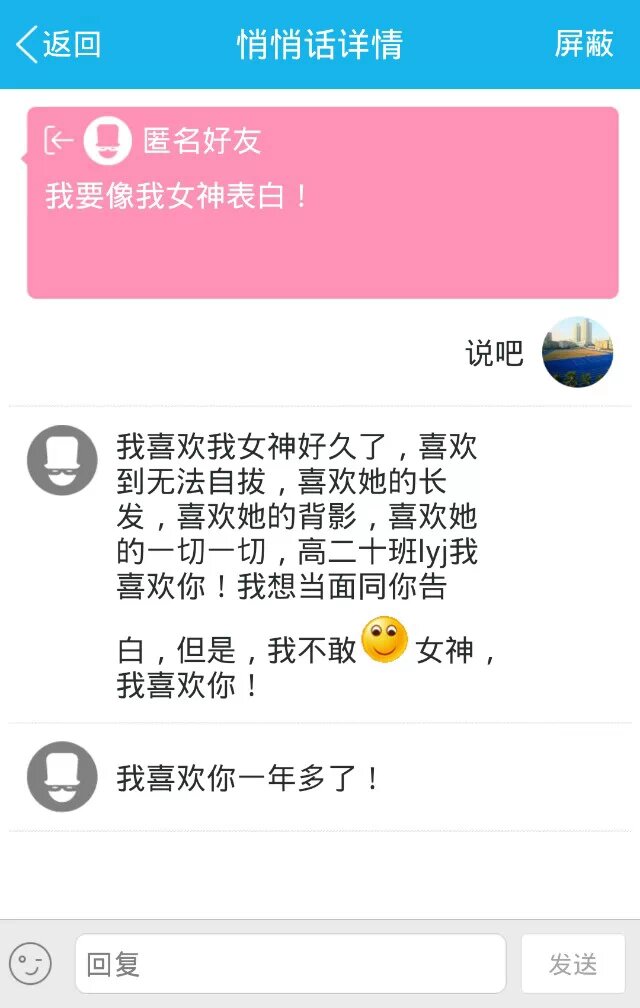 返回
悄悄话详情
屏蔽
匿名好友
我要像我女神表白！
说吧
我喜欢我女神好久了，喜欢
到无法自拔，喜欢她的长
发，喜欢她的背影，喜欢她
的一切一切，高二十班lyj我
喜欢你！我想当面同你告
白，但是，我不敢女神，
我喜欢你！
我喜欢你一年多了！
回复
发送